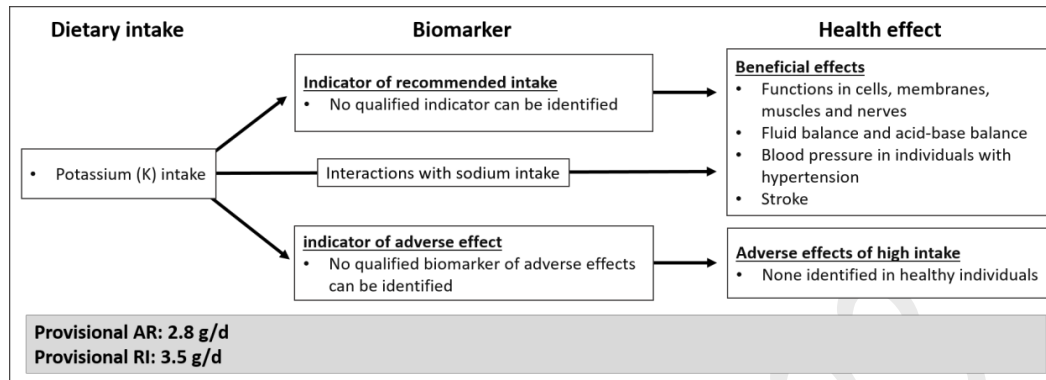 Dietary intake
Biomarker
Health effect
Indicator of recommended intake
• No qualified indicator can be identified
• Potassium (K) intake
Interactions with sodium intake
indicator of adverse effect
• No qualified biomarker of adverse effects
can be identified
Beneficial effects
• Functions in cells, membranes,
muscles and nerves
• Fluid balance and acid-base balance
• Blood pressure in individuals with
hypertension
• Stroke
Adverse effects of high intake
• None identified in healthy individuals
Provisional AR: 2.8 g/d
Provisional RI: 3.5 g/d